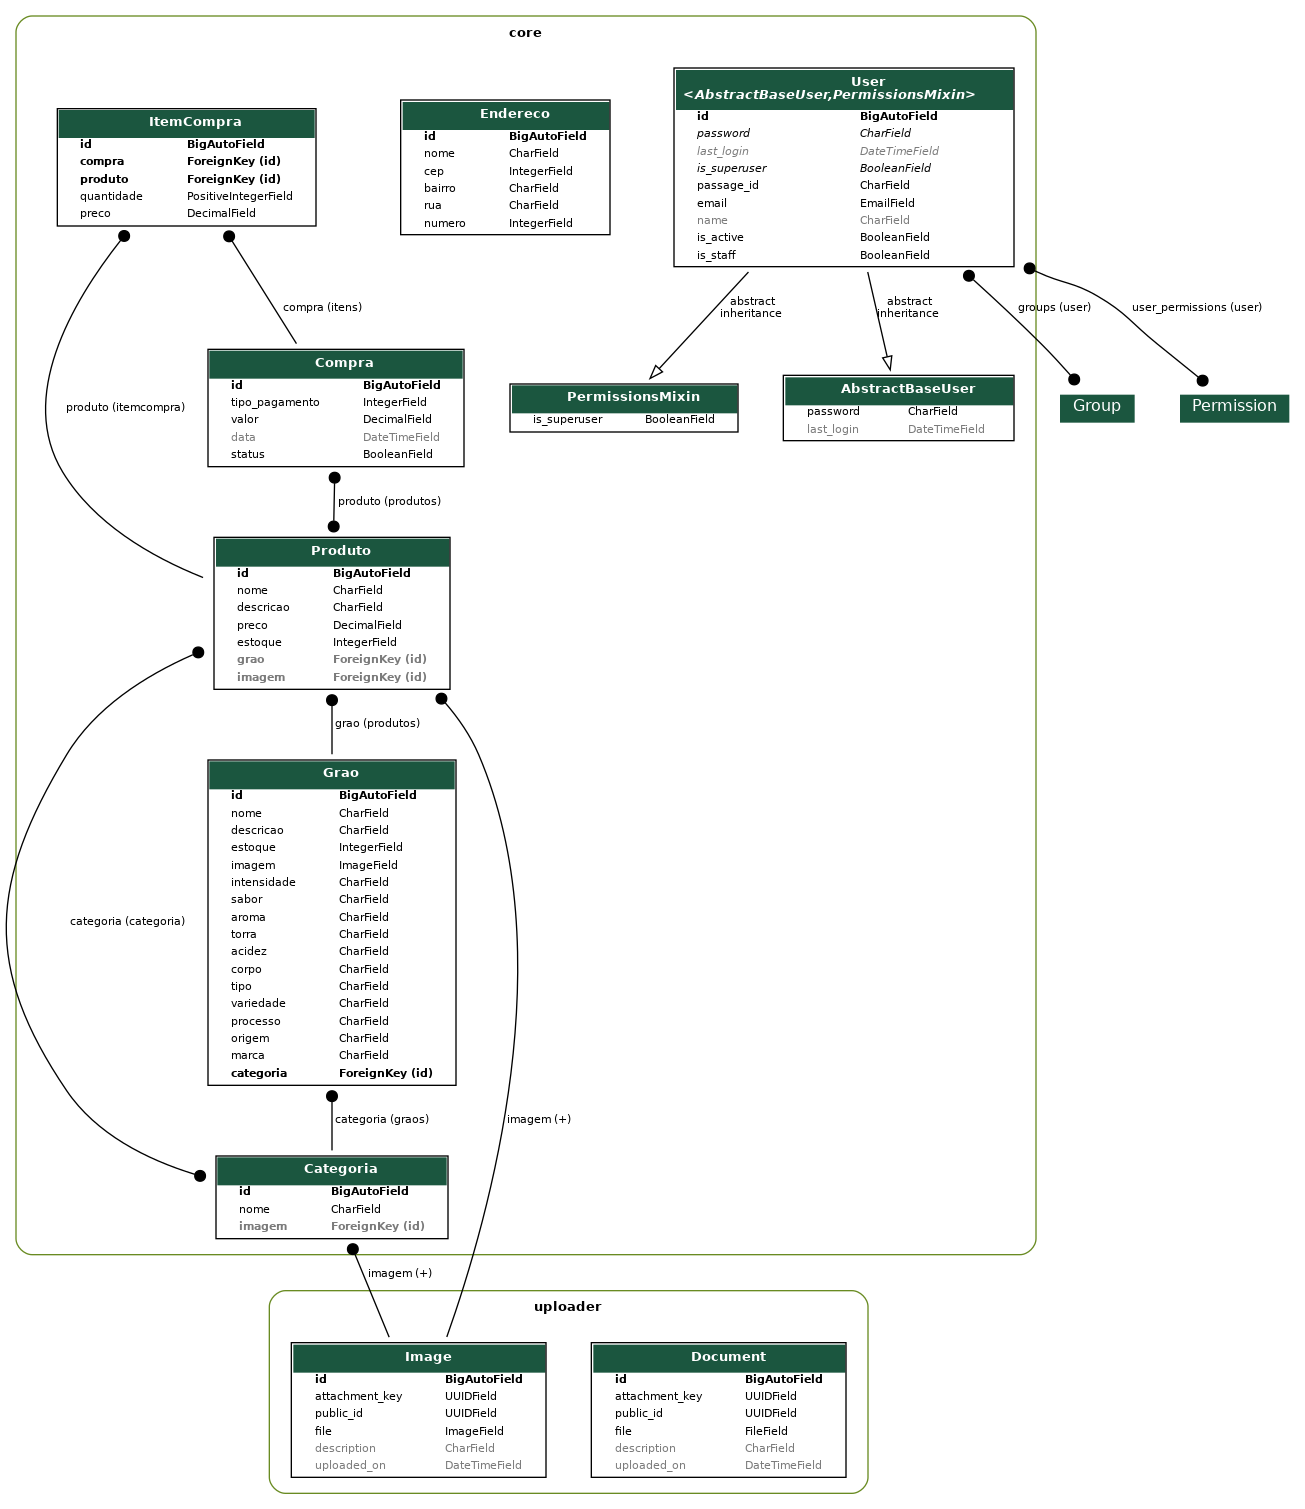 core
ItemCompra
id BigAutoField
compra ForeignKey (id)
produto ForeignKey (id)
quantidade PositiveIntegerField
preco DecimalField
Endereco
id BigAutoField
nome CharField
cep IntegerField
bairro CharField
rua CharField
numero IntegerField
User
<AbstractBaseUser,PermissionsMixin>
id BigAutoField
password CharField
last_login DateTimeField
is_superuser BooleanField
passage_id CharField
email EmailField
name CharField
is_active BooleanField
is_staff BooleanField
compra (itens)
abstract
inheritance
abstract
inheritance
groups (user)
user_permissions (user)
produto (itemcompra)
Compra
id BigAutoField
tipo_pagamento IntegerField
valor DecimalField
data DateTimeField
status BooleanField
PermissionsMixin
is_superuser BooleanField
AbstractBaseUser
password CharField
last_login DateTimeField
Group
Permission
produto (produtos)
Produto
id BigAutoField
nome CharField
descricao CharField
preco DecimalField
estoque IntegerField
grao ForeignKey (id)
imagem ForeignKey (id)
grao (produtos)
Grao
id BigAutoField
nome CharField
descricao CharField
estoque IntegerField
imagem ImageField
intensidade CharField
sabor CharField
aroma CharField
torra CharField
acidez CharField
corpo CharField
tipo CharField
variedade CharField
processo CharField
origem CharField
marca CharField
categoria ForeignKey (id)
categoria (categoria)
categoria (graos)
imagem (+)
Categoria
id BigAutoField
nome CharField
imagem ForeignKey (id)
imagem (+)
uploader
Image
id BigAutoField
attachment_key UUIDField
public_id UUIDField
file ImageField
description CharField
uploaded_on DateTimeField
Document
id BigAutoField
attachment_key UUIDField
public_id UUIDField
file FileField
description CharField
uploaded_on DateTimeField